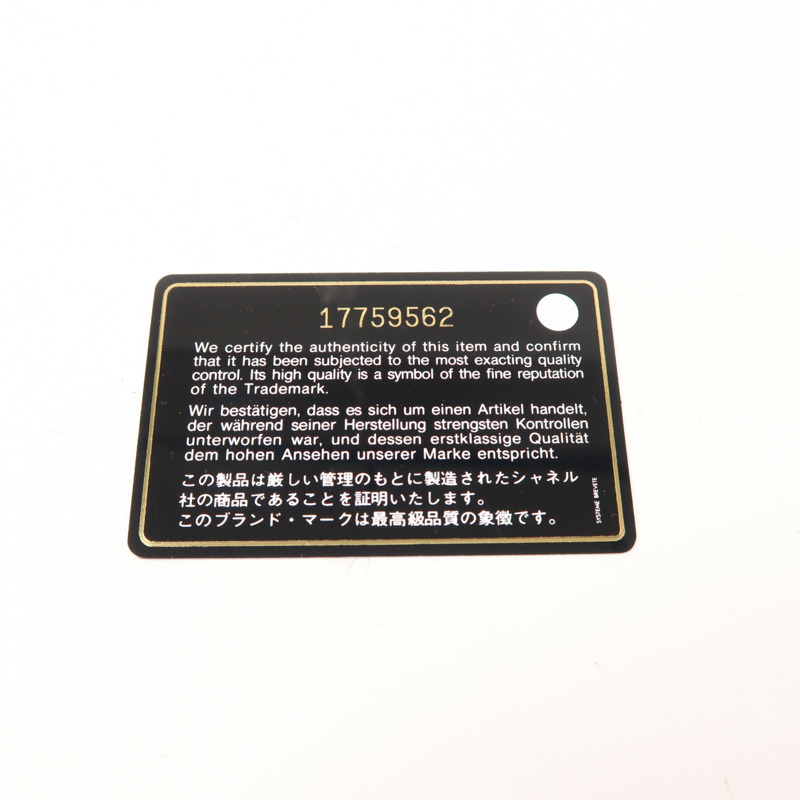 17759562
We certify the authenticity of this item and confirm
that it has been subjected to the most exacting quality
control. Its high quality is a symbol of the fine reputation
of the Trademark.
Wir bestätigen, dass es sich um einen Artikel handelt,
der während seiner Herstellung strengsten Kontrollen
unterworfen war, und dessen erstklassige Qualität
dem hohen Ansehen unserer Marke entspricht.
この製品は厳しい管理のもとに製造されたシャネル
社の商品であることを証明いたします。
このブランド・マークは最高級品質の象徴です。
SYSTEME BREVETE